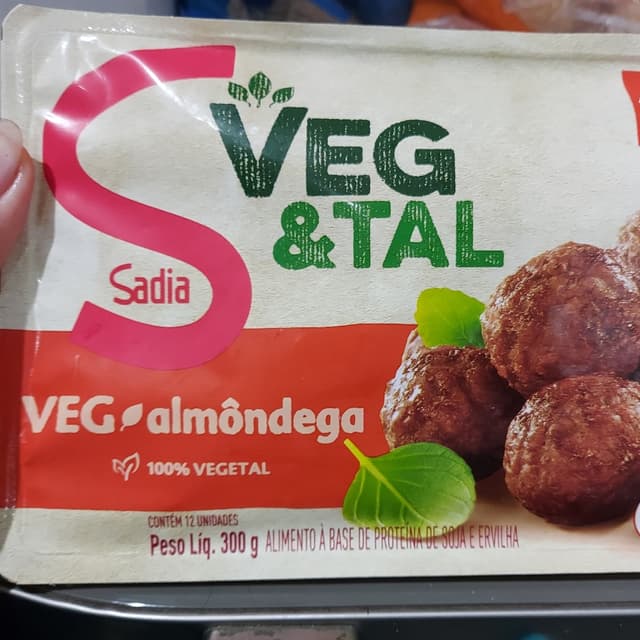 VEG
&TAL
Sadia
VEG almôndega
100% VEGETAL
CONTÉM 12 UNIDADES
Peso Líq. 300 g ALIMENTO À BASE DE PROTEÍNA DE SOJA E ERVILHA